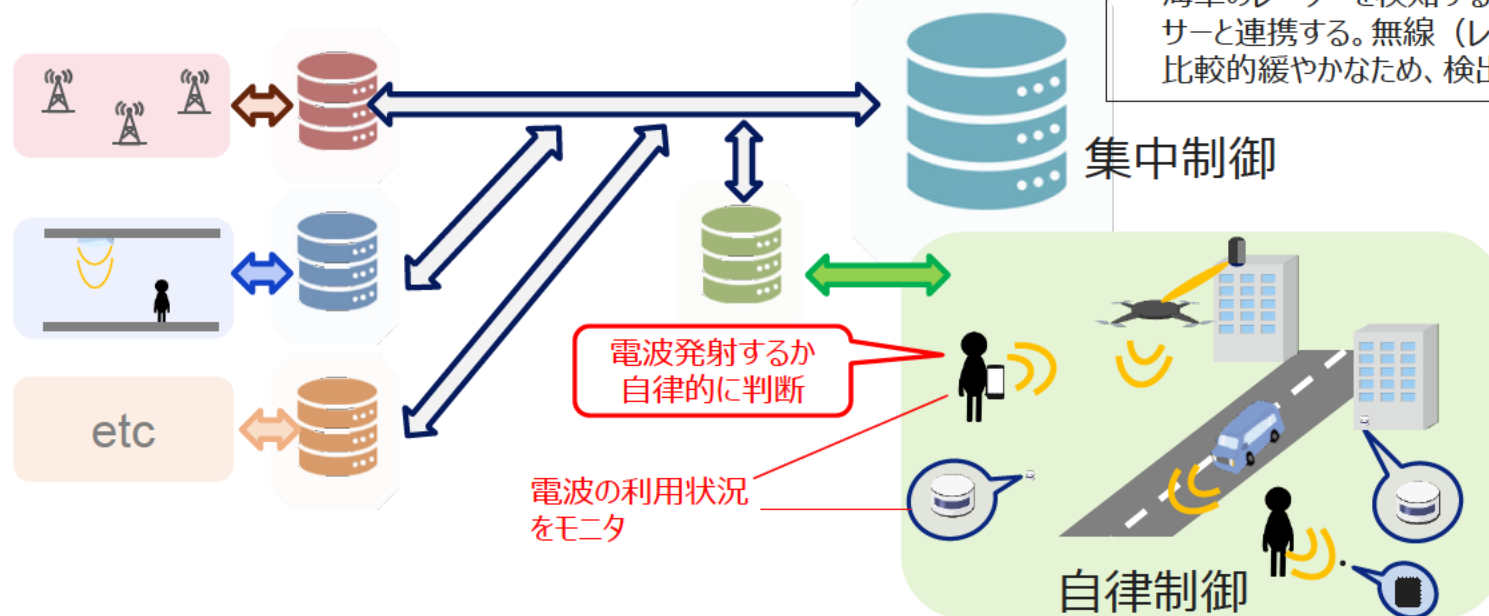 サーと連携する。無線（レ
比較的緩やかなため、検出
集中制御
電波発射するか
自律的に判断
etc
電波の利用状況
をモニタ
自律制御